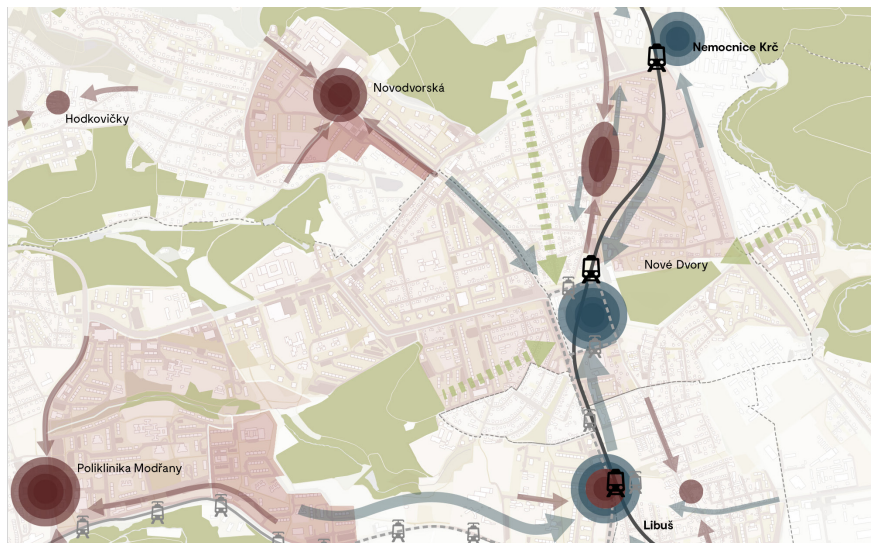 Nemocnice Krč
Novodvorská
Hodkovičky
Nové Dvory
Poliklinika Modřany
Libuš